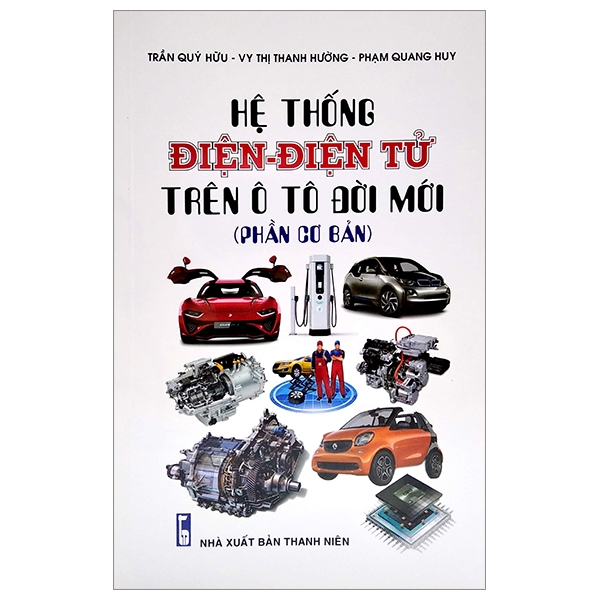 TRẦN QUÝ HỮU - VY THỊ THANH HƯỜNG - PHẠM QUANG HUY
HỆ THỐNG
ĐIỆN-ĐIỆN TỬ
TRÊN Ô TÔ ĐỜI MỚI
(PHẦN CƠ BẢN)
NHÀ XUẤT BẢN THANH NIÊN